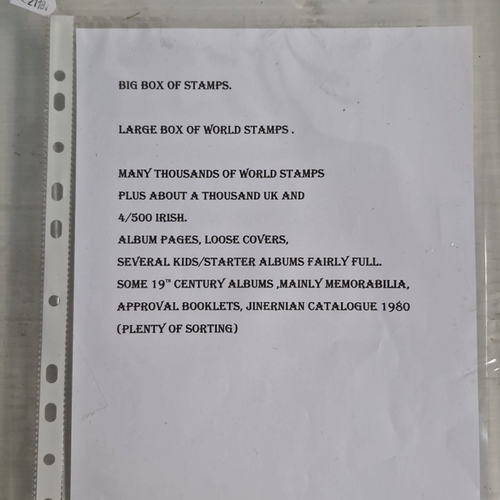 BIG BOX OF STAMPS.
LARGE BOX OF WORLD STAMPS .
MANY THOUSANDS OF WORLD STAMPS
PLUS ABOUT A THOUSAND UK AND
4/500 IRISH.
ALBUM PAGES, LOOSE COVERS,
SEVERAL KIDS/STARTER ALBUMS FAIRLY FULL.
SOME 19TH CENTURY ALBUMS ,MAINLY MEMORABILIA,
APPROVAL BOOKLETS, JINERNIAN CATALOGUE 1980
(PLENTY OF SORTING)